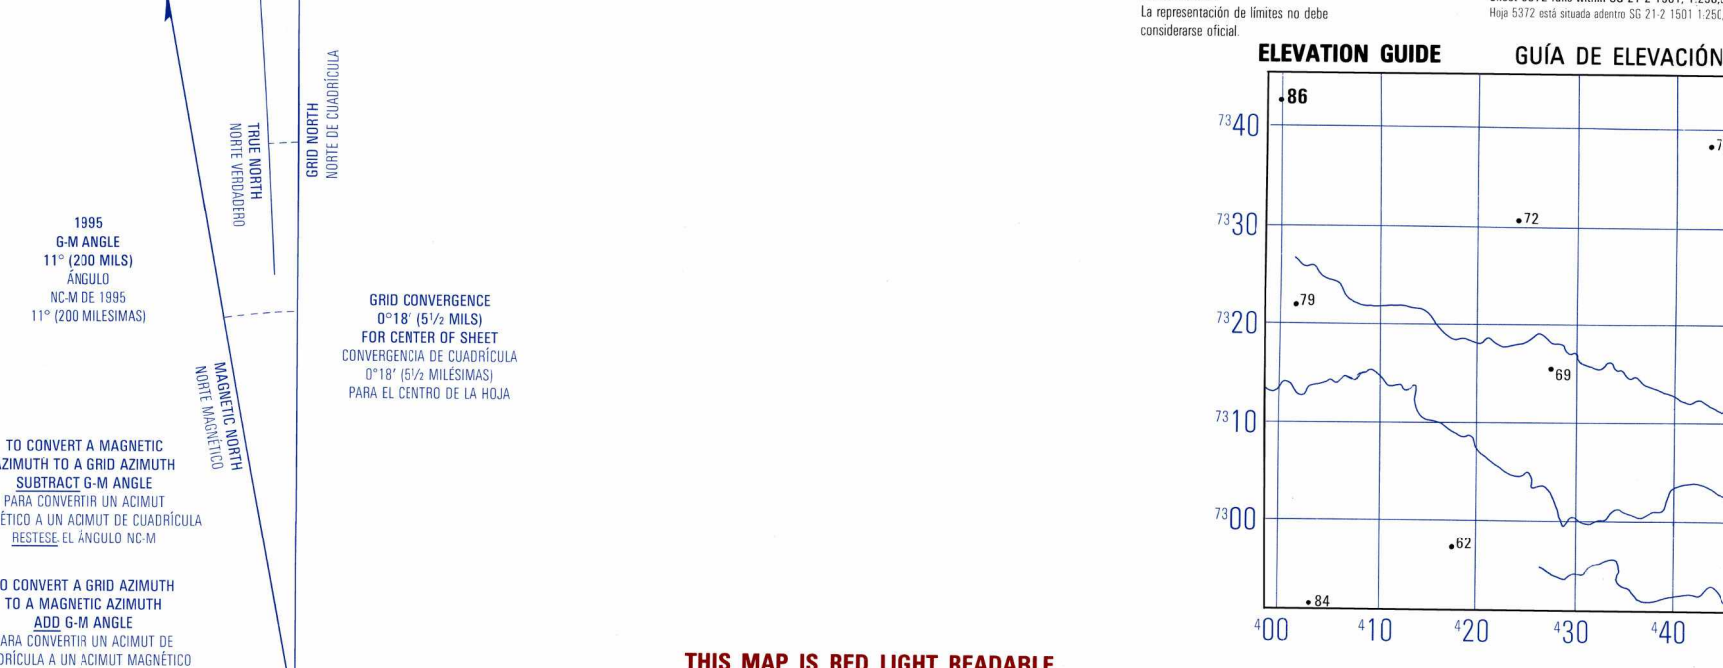 La representación de límites no debe
considerarse oficial.
Hoja 5372 está situada adentro SG 21-2 1501 1:250,
ELEVATION GUIDE GUÍA DE ELEVACIÓN
TRUE NORTH
NORTE VERDADERO
GRID NORTH
NORTE DE CUADRÍCULA
1995
G-M ANGLE
11° (200 MILS)
ÁNGULO
NC-M DE 1995
11° (200 MILESIMAS)
GRID CONVERGENCE
0°18′ (5½ MILS)
FOR CENTER OF SHEET
CONVERGENCIA DE CUADRÍCULA
0°18′ (5½ MILÉSIMAS)
PARA EL CENTRO DE LA HOJA
MAGNETIC NORTH
NORTE MAGNÉTICO
TO CONVERT A MAGNETIC
AZIMUTH TO A GRID AZIMUTH
SUBTRACT G-M ANGLE
PARA CONVERTIR UN ACIMUT
ÉTICO A UN ACIMUT DE CUADRÍCULA
RESTESE EL ÁNGULO NC-M
O CONVERT A GRID AZIMUTH
TO A MAGNETIC AZIMUTH
ADD G-M ANGLE
ARA CONVERTIR UN ACIMUT DE
DRÍCULA A UN ACIMUT MAGNÉTICO
86
7340
7
7330
72
79
7320
69
7310
7300
62
84
400 410 420 430 440
THIS MAP IS RED LIGHT READABLE